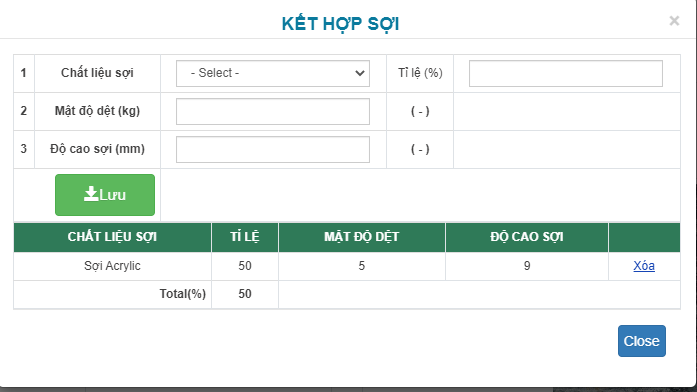 KẾT HỢP SỢI
×
1 Chất liệu sợi - Select - Tỉ lệ (%)
2 Mật độ dệt (kg) ( - )
3 Độ cao sợi (mm) ( - )
Lưu
CHẤT LIỆU SỢI TỈ LỆ MẬT ĐỘ DỆT ĐỘ CAO SỢI
Sợi Acrylic 50 5 9 Xóa
Total(%) 50
Close